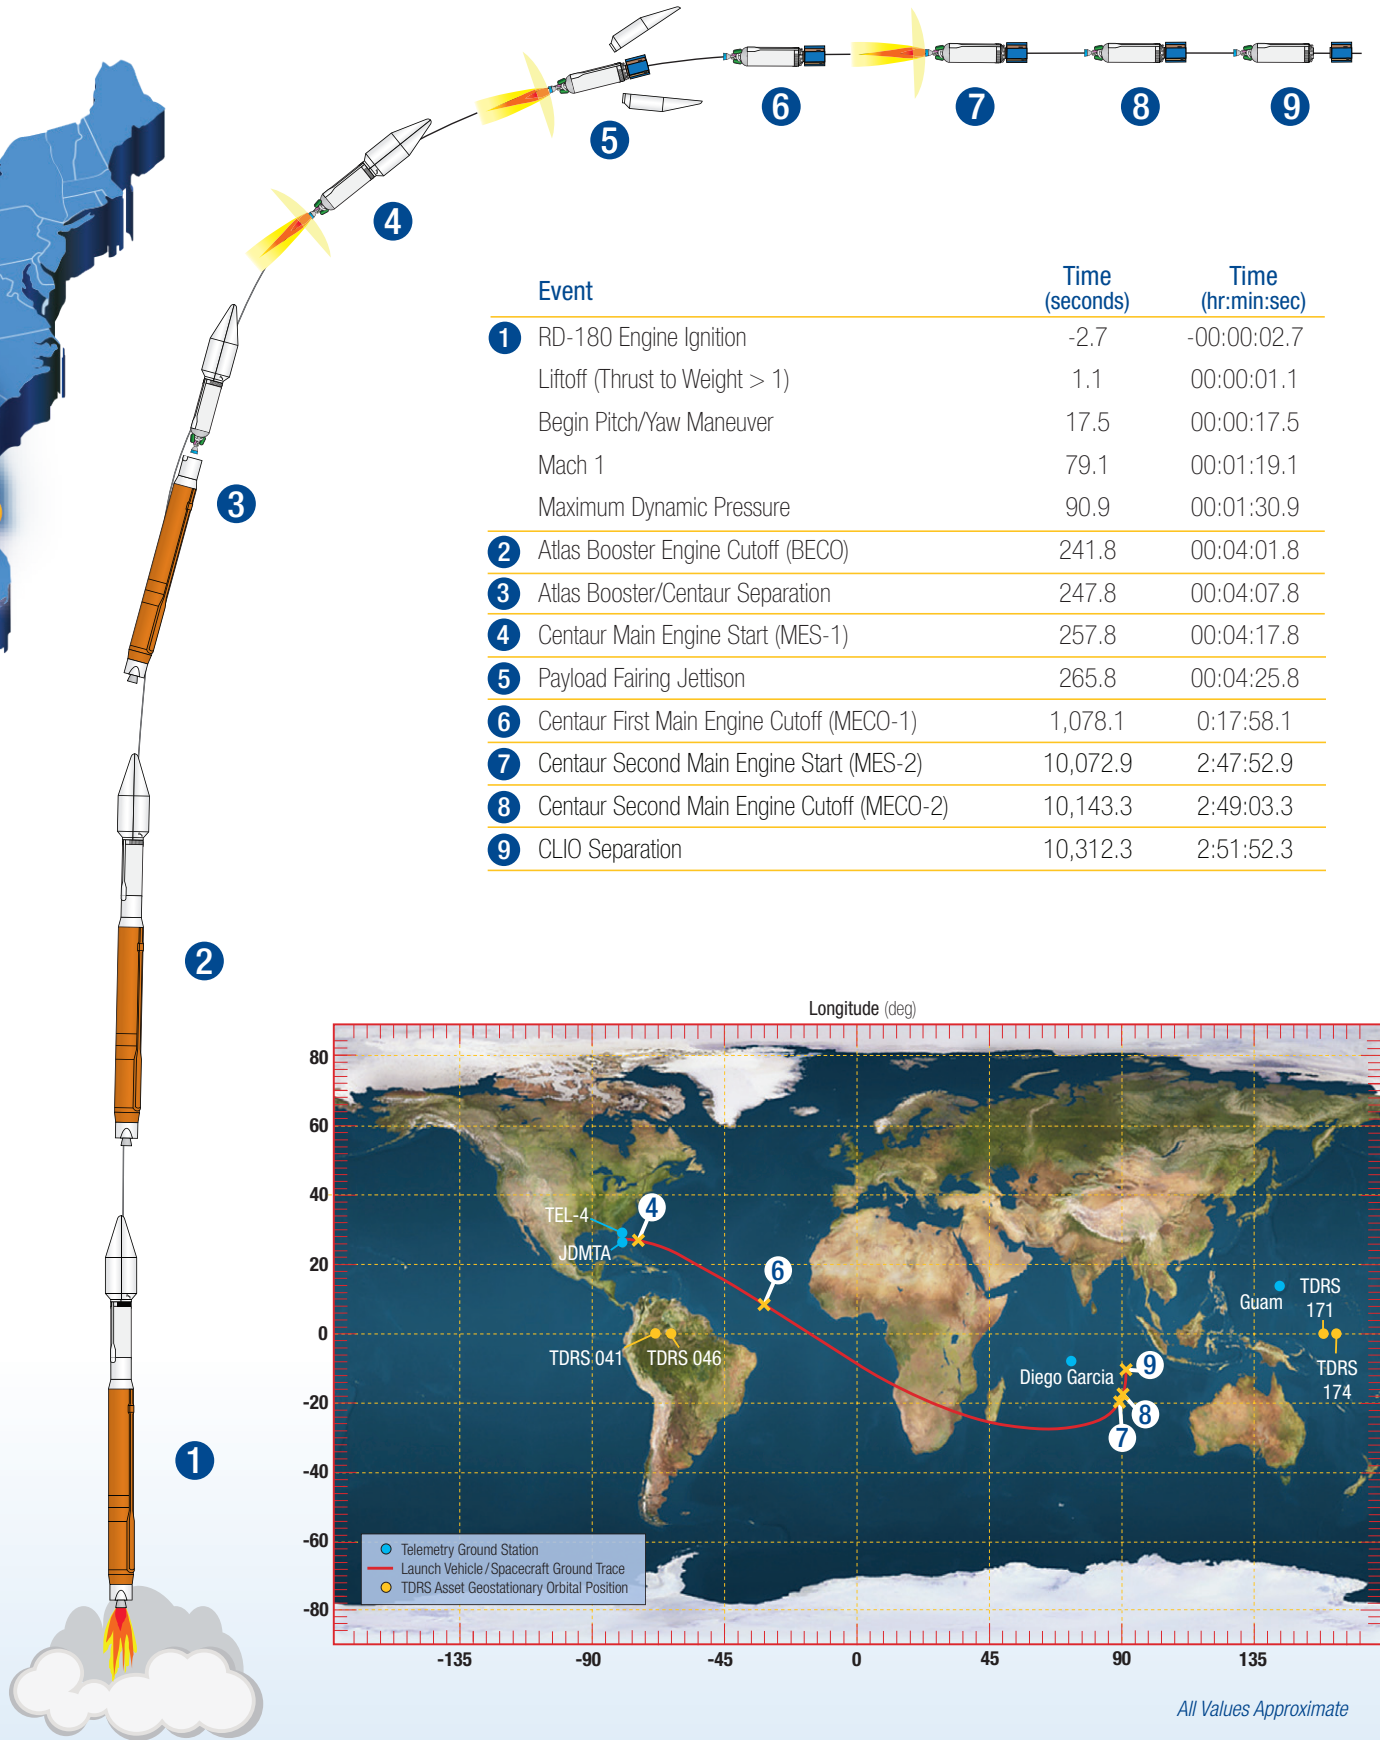 6
7
8
9
5
4
Event
Time
(seconds)
Time
(hr:min:sec)
1 RD-180 Engine Ignition -2.7 -00:00:02.7
Liftoff (Thrust to Weight > 1) 1.1 00:00:01.1
Begin Pitch/Yaw Maneuver 17.5 00:00:17.5
Mach 1 79.1 00:01:19.1
Maximum Dynamic Pressure 90.9 00:01:30.9
2 Atlas Booster Engine Cutoff (BECO) 241.8 00:04:01.8
3 Atlas Booster/Centaur Separation 247.8 00:04:07.8
4 Centaur Main Engine Start (MES-1) 257.8 00:04:17.8
5 Payload Fairing Jettison 265.8 00:04:25.8
6 Centaur First Main Engine Cutoff (MECO-1) 1,078.1 0:17:58.1
7 Centaur Second Main Engine Start (MES-2) 10,072.9 2:47:52.9
8 Centaur Second Main Engine Cutoff (MECO-2) 10,143.3 2:49:03.3
9 CLIO Separation 10,312.3 2:51:52.3
3
2
1
Longitude (deg)
80
60
40
20
0
-20
-40
-60
-80
TEL-4
4
JDMTA
6
Guam
TDRS
171
TDRS 041
TDRS 046
Diego Garcia
9
TDRS
174
8
7
Telemetry Ground Station
Launch Vehicle/Spacecraft Ground Trace
TDRS Asset Geostationary Orbital Position
-135 -90 -45 0 45 90 135
All Values Approximate